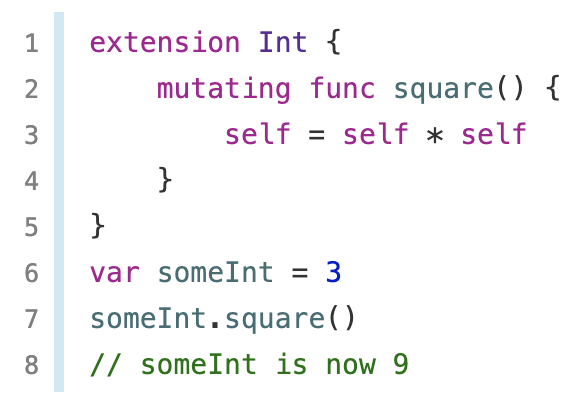 1 extension Int {
2     mutating func square() {
3         self = self * self
4     }
5 }
6 var someInt = 3
7 someInt.square()
8 // someInt is now 9